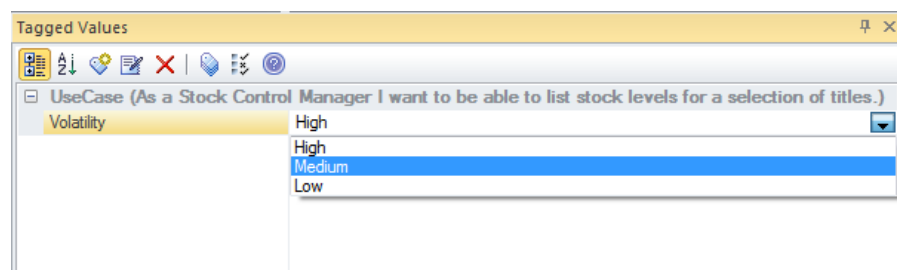 Tagged Values
UseCase (As a Stock Control Manager I want to be able to list stock levels for a selection of titles.)
Volatility High
High
Medium
Low